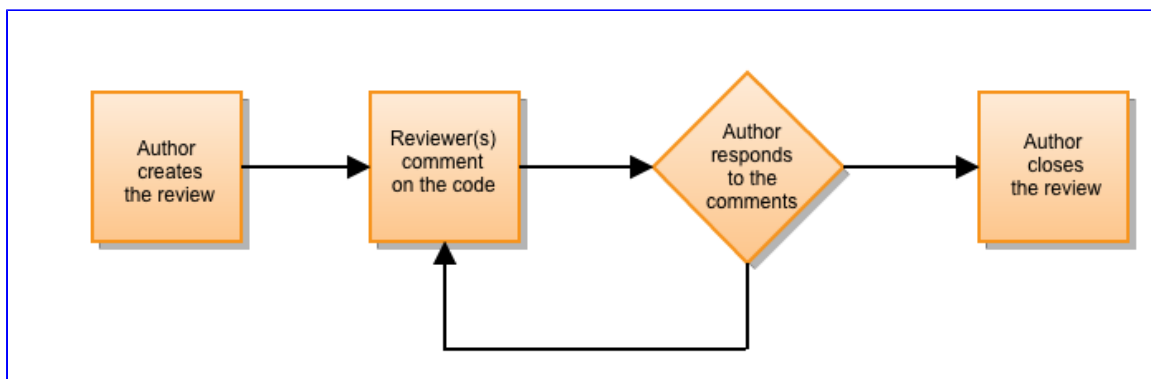 Author
creates
the review
Reviewer(s)
comment
on the code
Author
responds
to the
comments
Author
closes
the review